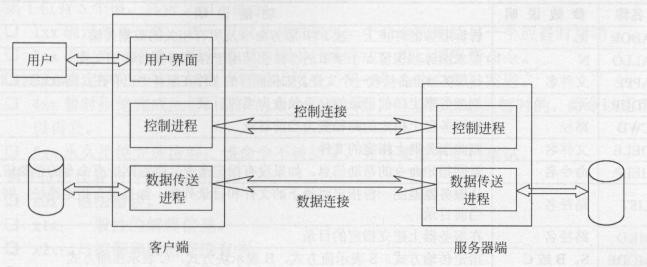 用户
用户界面
控制连接
控制进程
控制进程
数据传送
进程
数据传送
进程
数据连接
客户端
服务器端